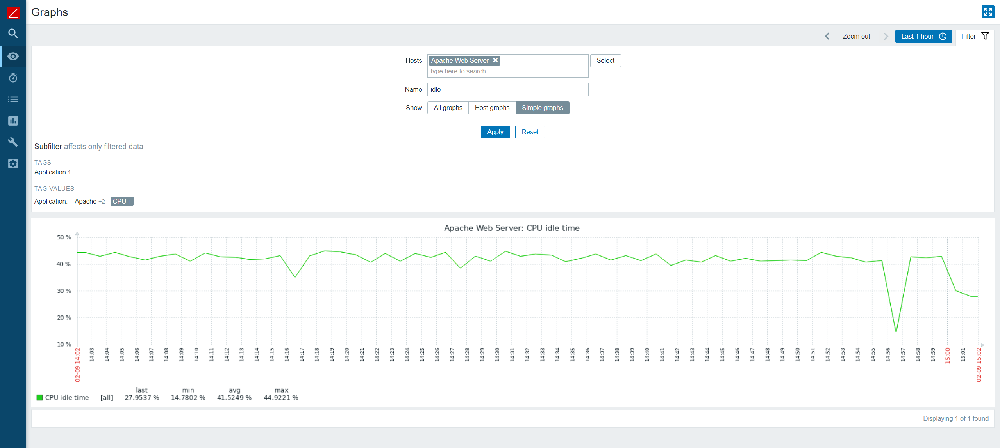 Z
Graphs
Zoom out
Last 1 hour
Filter
Hosts
Apache Web Server
type here to search
Select
Name
idle
Show
All graphs
Host graphs
Simple graphs
Apply
Reset
Subfilter affects only filtered data
TAGS
Application 1
TAG VALUES
Application: Apache +2 CPU 1
Apache Web Server: CPU idle time
50 %
40 %
30 %
20 %
10 %
02-09 14:02
14:03
14:04
14:05
14:06
14:07
14:08
14:09
14:10
14:11
14:12
14:13
14:14
14:15
14:16
14:17
14:18
14:19
14:20
14:21
14:22
14:23
14:24
14:25
14:26
14:27
14:28
14:29
14:30
14:31
14:32
14:33
14:34
14:35
14:36
14:37
14:38
14:39
14:40
14:41
14:42
14:43
14:44
14:45
14:46
14:47
14:48
14:49
14:50
14:51
14:52
14:53
14:54
14:55
14:56
14:57
14:58
14:59
15:00
15:01
02-09 15:02
last min avg max
CPU idle time [all] 27.9537 % 14.7802 % 41.5249 % 44.9221 %
Displaying 1 of 1 found